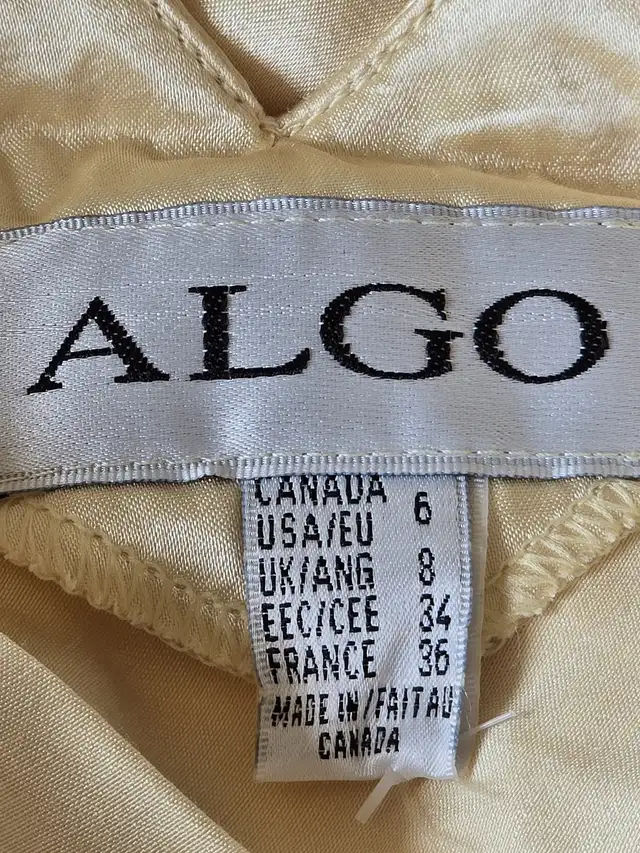 ALGO
CANADA
USA/EU 6
UK/ANG 8
EEC/CEE 34
FRANCE 36
MADE IN/FAIT AU
CANADA